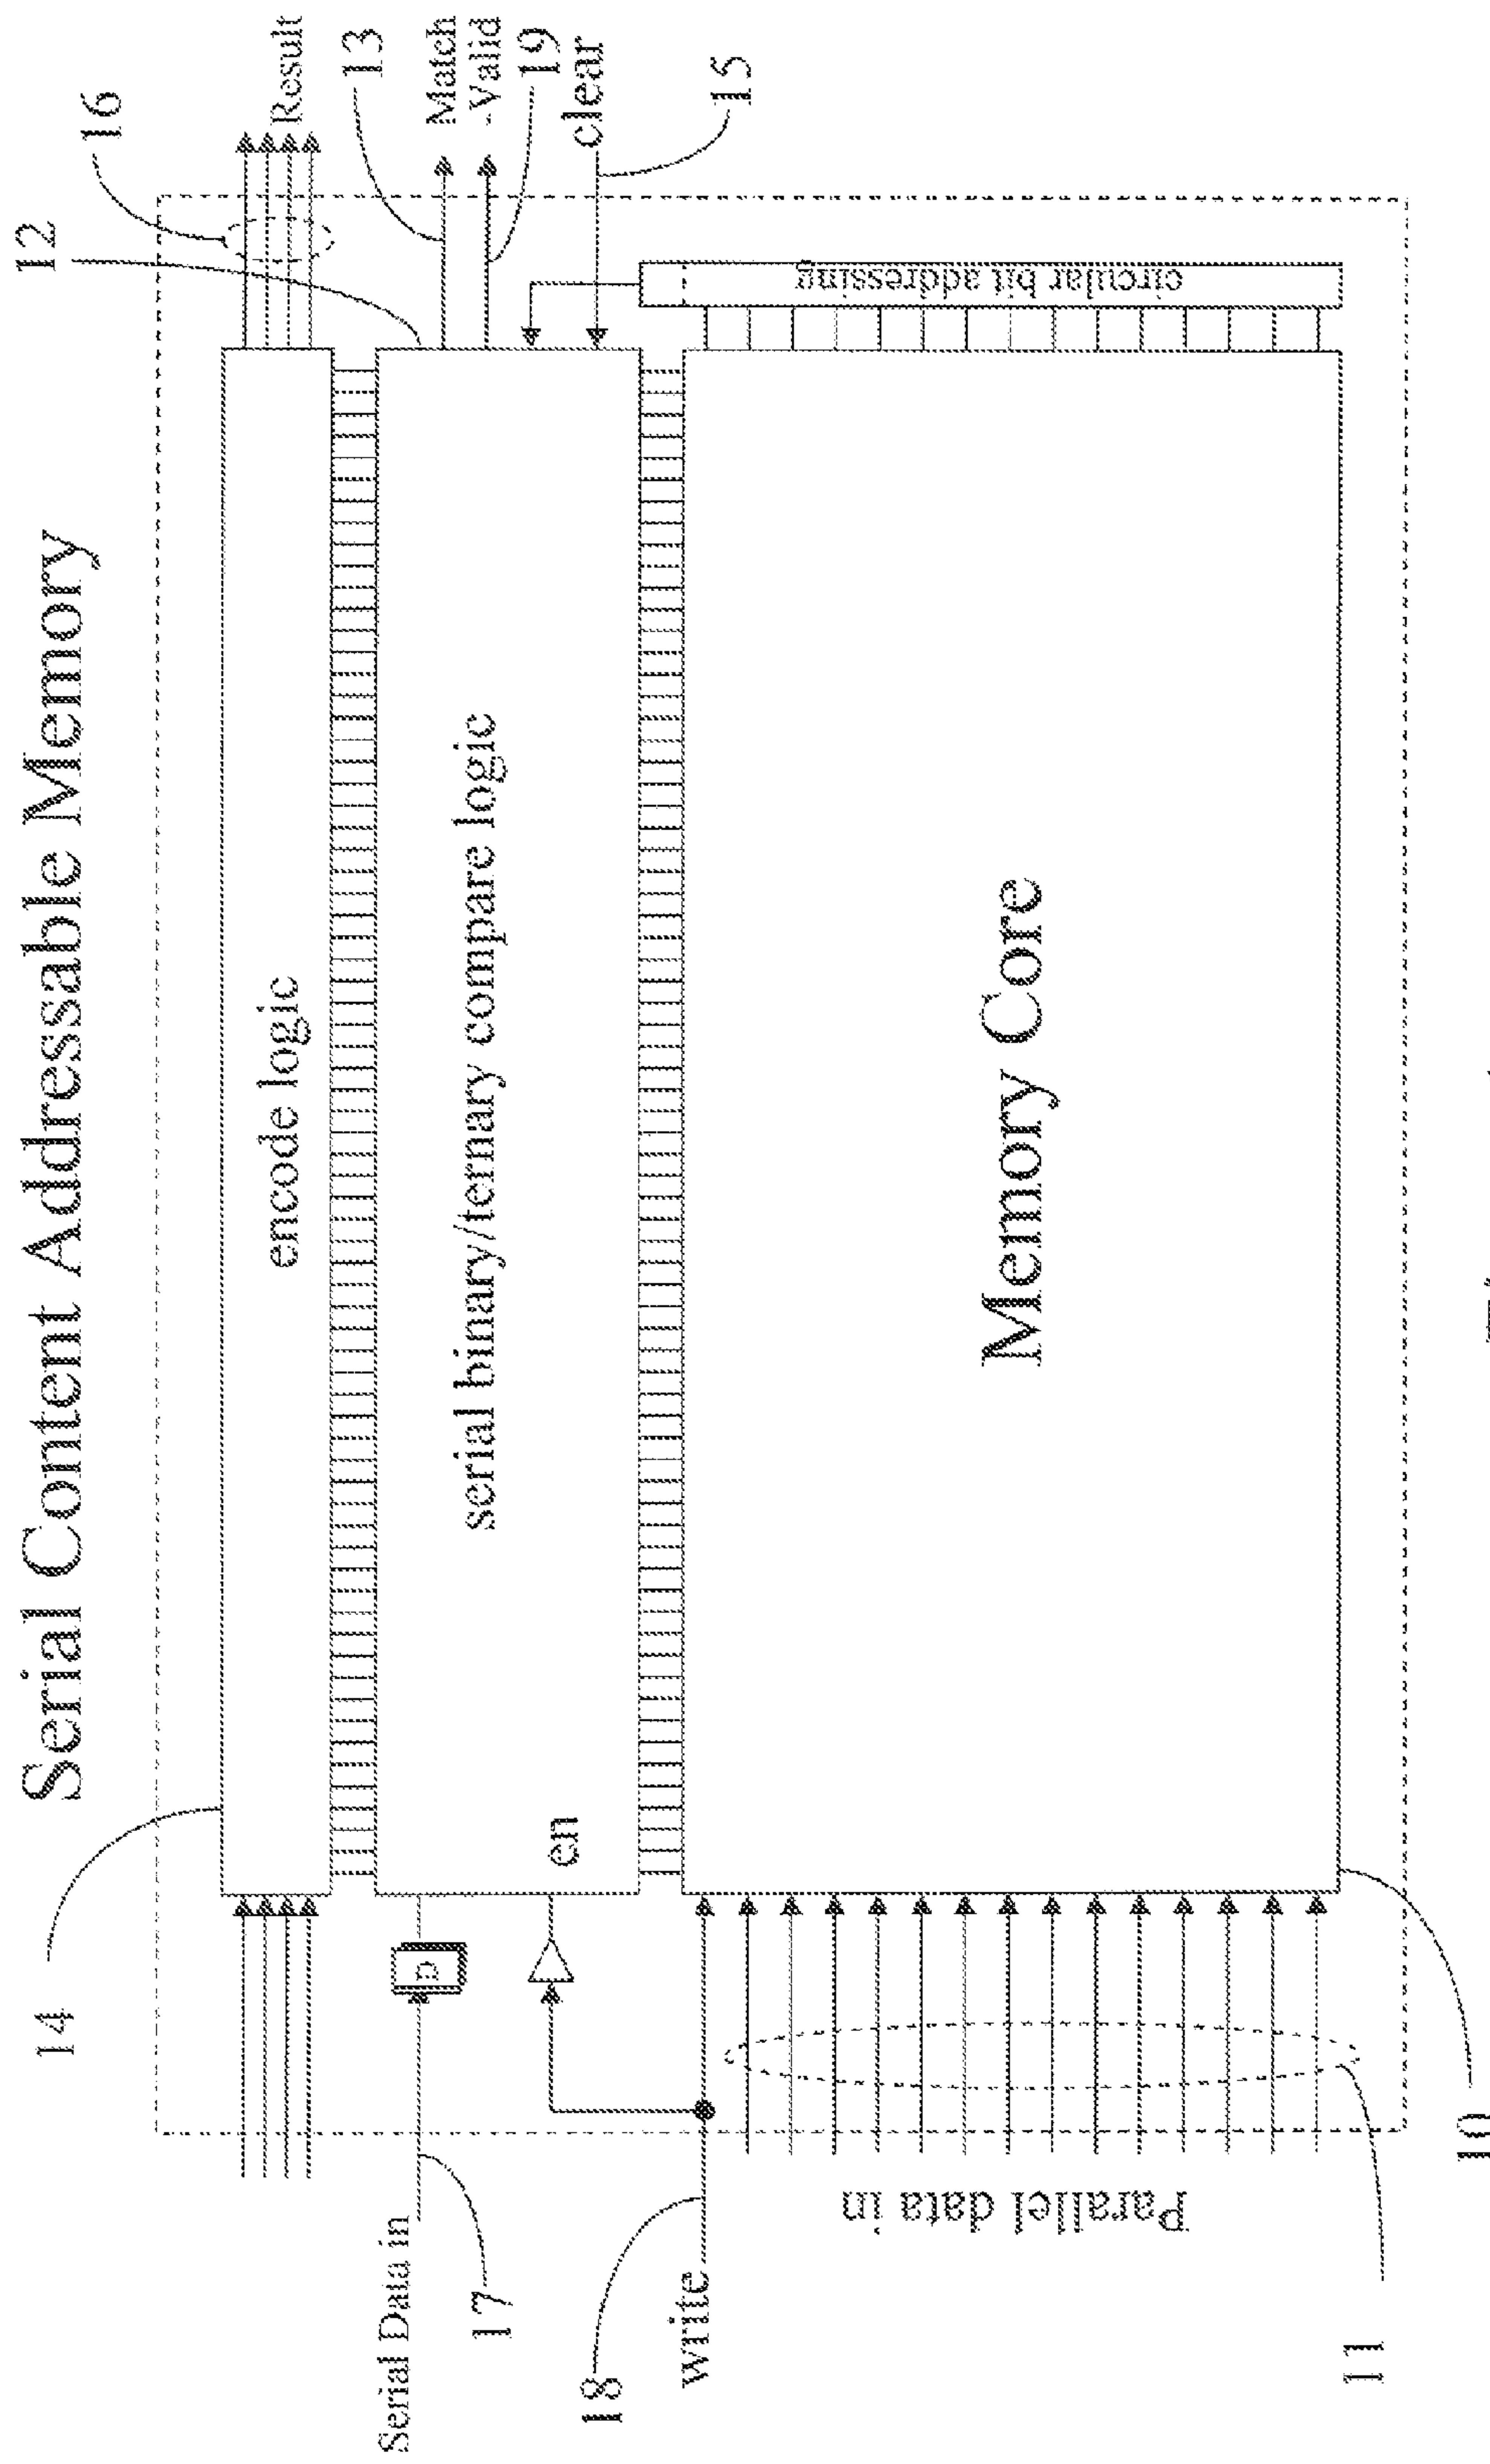 Serial Content Addressable Memory
14
12
16
encode logic
Result
13
Serial Data in
17
D
serial binary/ternary compare logic
Match
-Valid
19
en
clear
15
18
write
circular bit addressing
Parallel data in
Memory Core
11
10